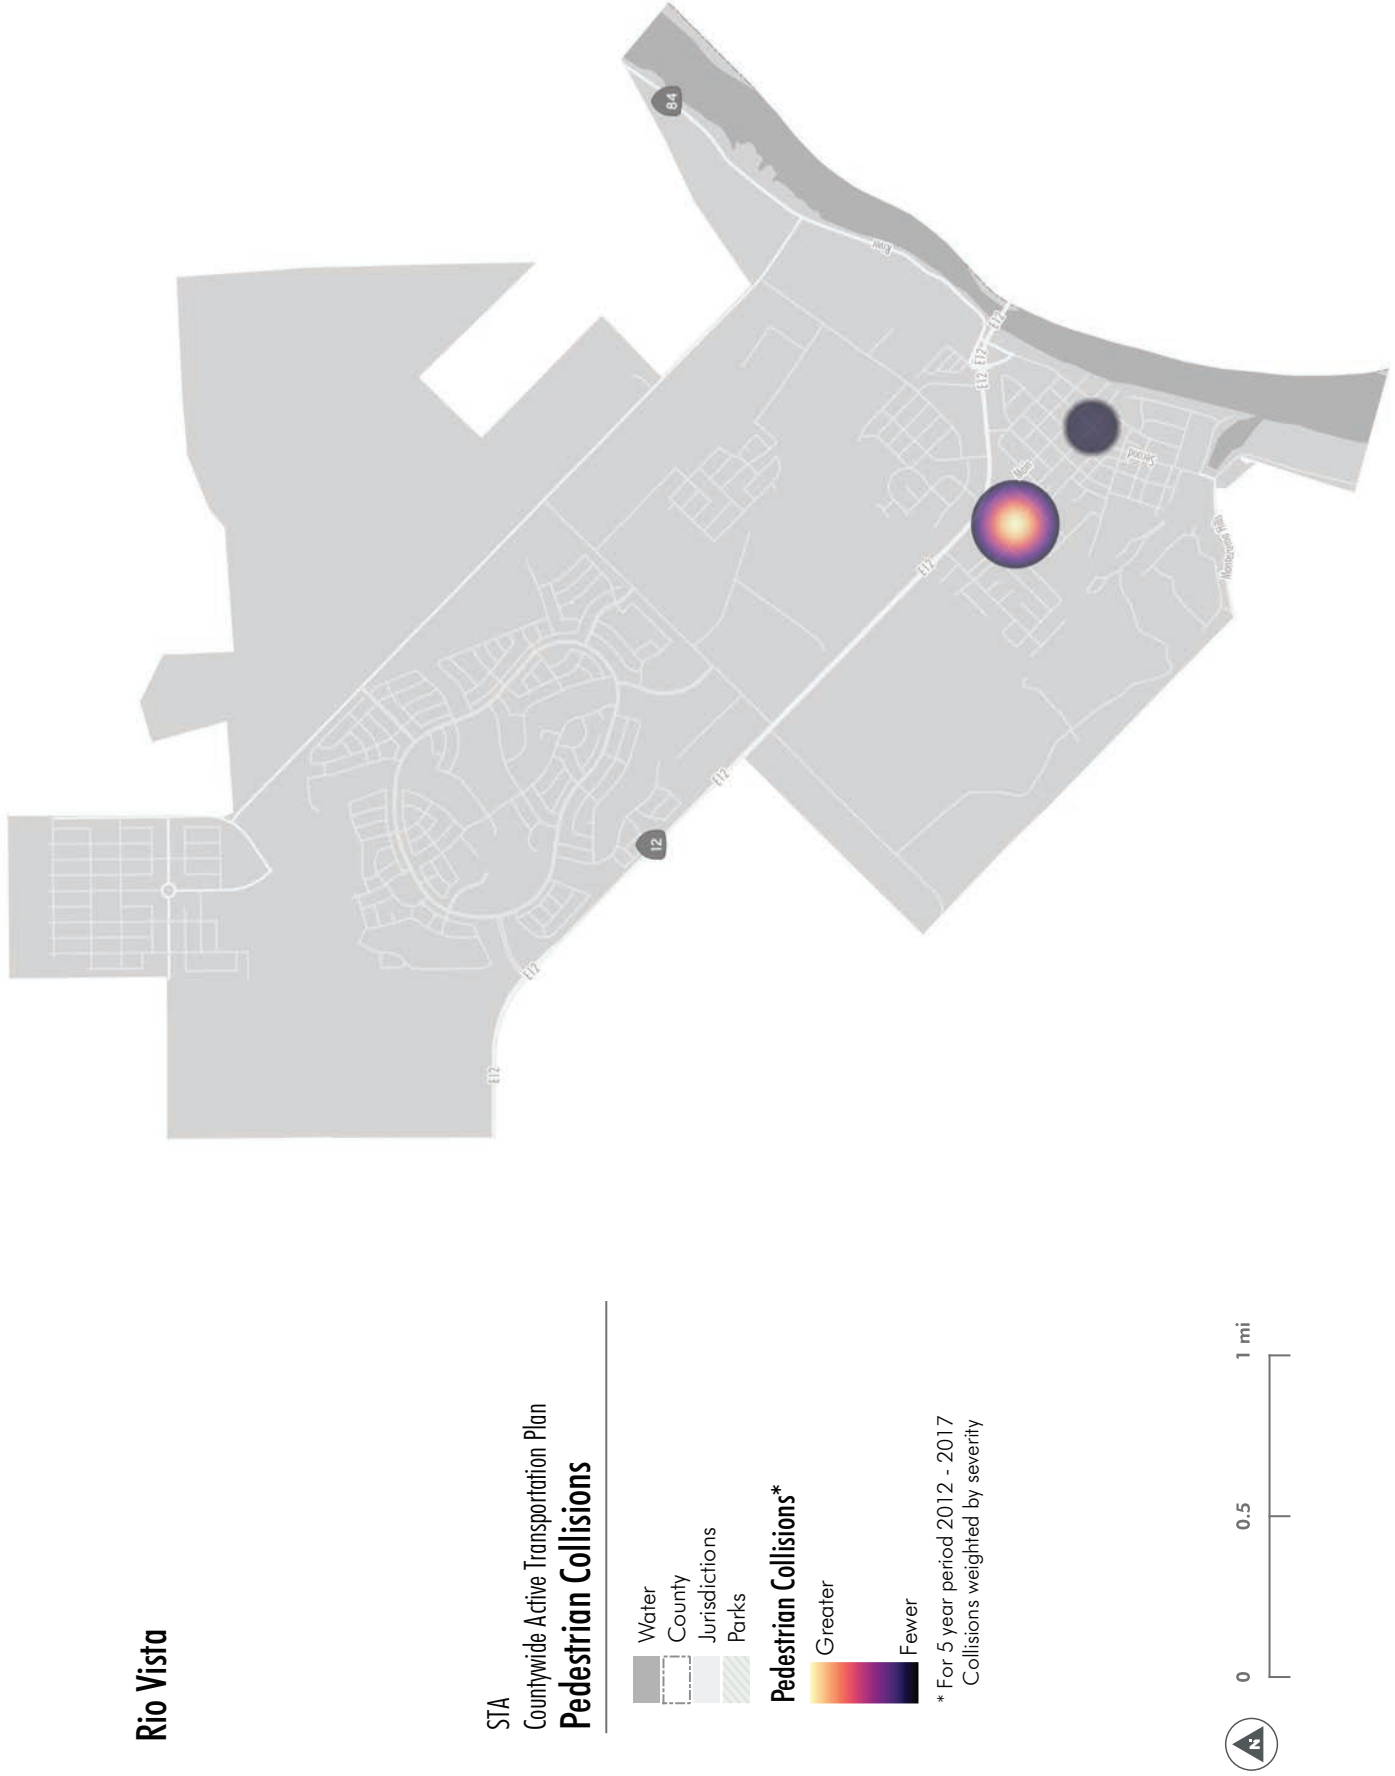 Rio Vista
STA
Countywide Active Transportation Plan
Pedestrian Collisions
Water
County
Jurisdictions
Parks
Pedestrian Collisions*
Greater
Fewer
* For 5 year period 2012 - 2017
Collisions weighted by severity
N
0
0.5
1 mi
E12
E12
12
E12
E12
Main
Second
Montezuma Hills
E12
E12
E12
River
84